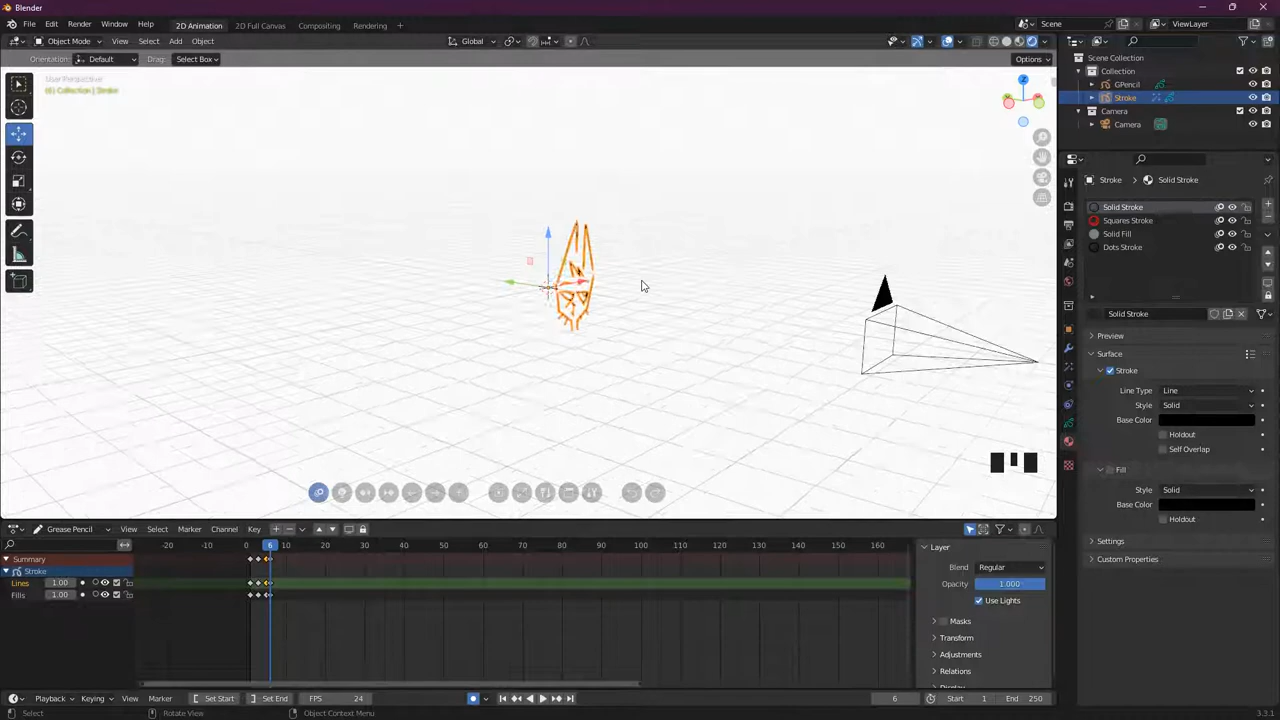 Blender
File Edit Render Window Help 2D Animation 2D Full Canvas Compositing Rendering + Scene ViewLayer
Object Mode View Select Add Object Global
Orientation: Default Drag: Select Box Options
User Perspective
(6) Collection | Stroke
Z
Scene Collection
Collection
GPencil
Stroke
Camera
Camera
Stroke > Solid Stroke
Solid Stroke
Squares Stroke
Solid Fill
Dots Stroke
Solid Stroke
Preview
Surface
Stroke
Line Type Line
Style Solid
Base Color
Holdout
Self Overlap
Fill
Style Solid
Base Color
Holdout
Settings
Custom Properties
Grease Pencil View Select Marker Channel Key
-20 -10 0 6 10 20 30 40 50 60 70 80 90 100 110 120 130 140 150 160
Summary
Stroke
Lines 1.00
Fills 1.00
Layer
Blend Regular
Opacity 1.000
Use Lights
Masks
Transform
Adjustments
Relations
Playback Keying View Marker Set Start Set End FPS 24 6 Start 1 End 250
Select Rotate View Object Context Menu 3.3.1